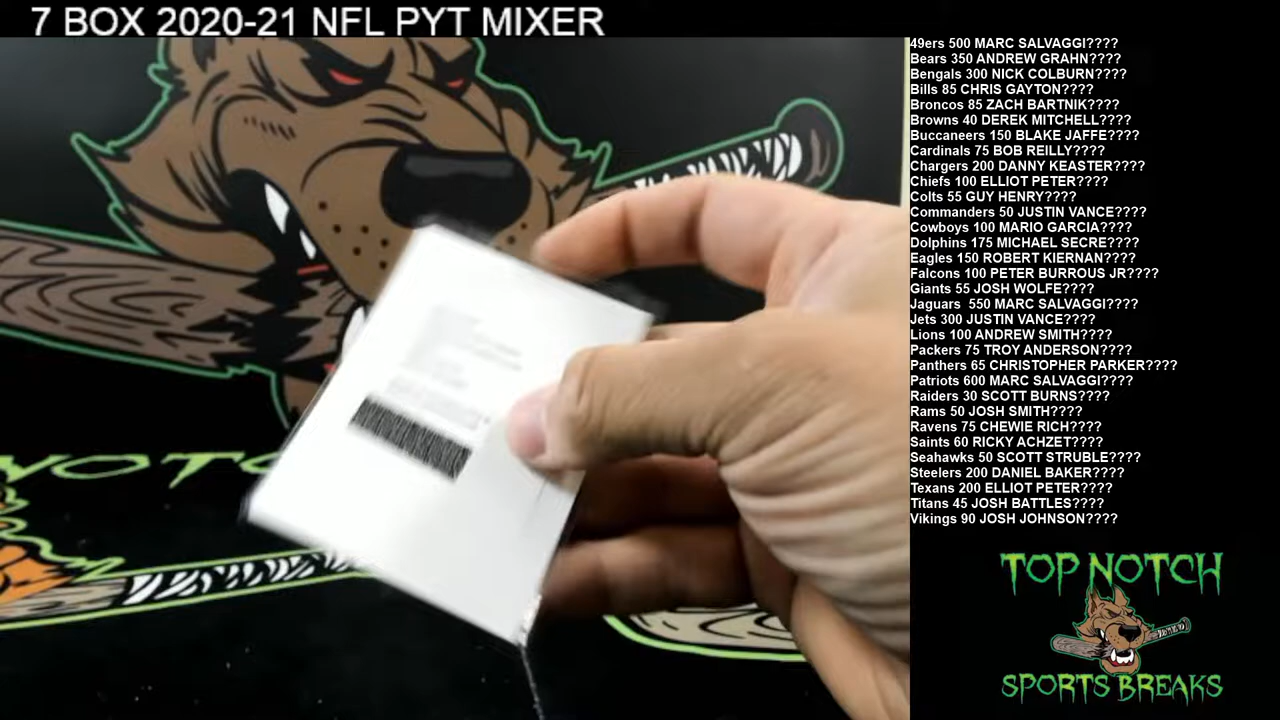 7 BOX 2020-21 NFL PYT MIXER
49ers 500 MARC SALVAGGI????
Bears 350 ANDREW GRAHN????
Bengals 300 NICK COLBURN????
Bills 85 CHRIS GAYTON????
Broncos 85 ZACH BARTNIK????
Browns 40 DEREK MITCHELL????
Buccaneers 150 BLAKE JAFFE????
Cardinals 75 BOB REILLY????
Chargers 200 DANNY KEASTER????
Chiefs 100 ELLIOT PETER????
Colts 55 GUY HENRY????
Commanders 50 JUSTIN VANCE????
Cowboys 100 MARIO GARCIA????
Dolphins 175 MICHAEL SECRE????
Eagles 150 ROBERT KIERNAN????
Falcons 100 PETER BURROUS JR????
Giants 55 JOSH WOLFE????
Jaguars  550 MARC SALVAGGI????
Jets 300 JUSTIN VANCE????
Lions 100 ANDREW SMITH????
Packers 75 TROY ANDERSON????
Panthers 65 CHRISTOPHER PARKER????
Patriots 600 MARC SALVAGGI????
Raiders 30 SCOTT BURNS????
Rams 50 JOSH SMITH????
Ravens 75 CHEWIE RICH????
Saints 60 RICKY ACHZET????
Seahawks 50 SCOTT STRUBLE????
Steelers 200 DANIEL BAKER????
Texans 200 ELLIOT PETER????
Titans 45 JOSH BATTLES????
Vikings 90 JOSH JOHNSON????
TOP NOTCH
SPORTS BREAKS